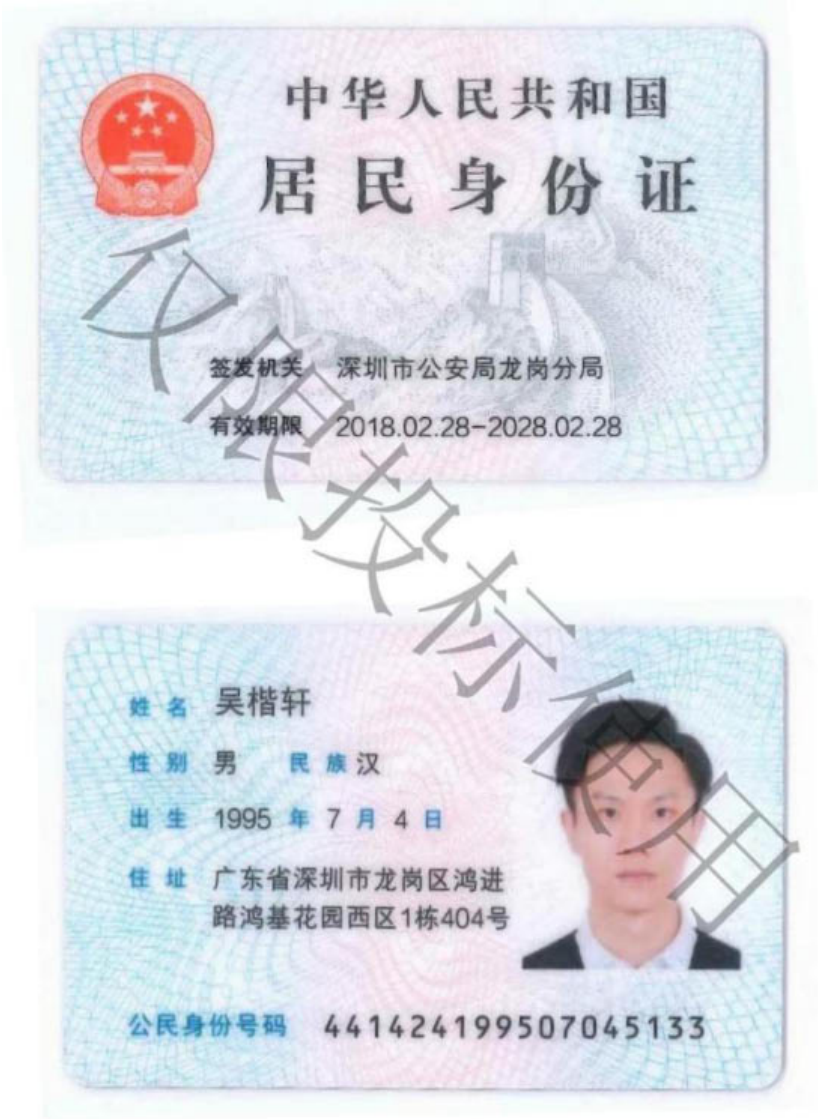 中华人民共和国
居民身份证
签发机关 深圳市公安局龙岗分局
有效期限 2018.02.28-2028.02.28
仅限投标使用
姓名 吴楷轩
性别 男 民族 汉
出生 1995 年 7 月 4 日
住址 广东省深圳市龙岗区鸿进
路鸿基花园西区1栋404号
公民身份号码 441424199507045133